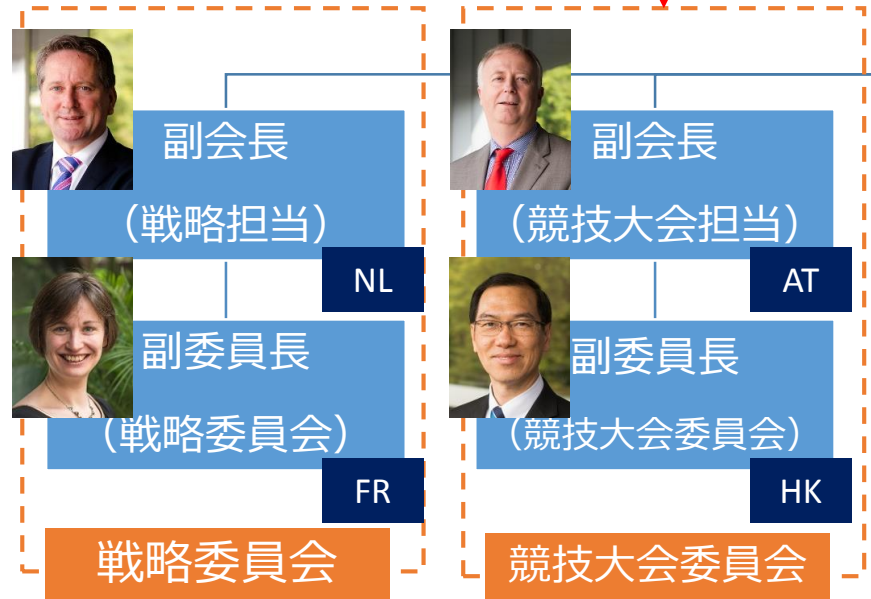 副会長
（戦略担当）
NL
副委員長
（戦略委員会）
FR
戦略委員会
副会長
（競技大会担当）
AT
副委員長
（競技大会委員会）
HK
競技大会委員会